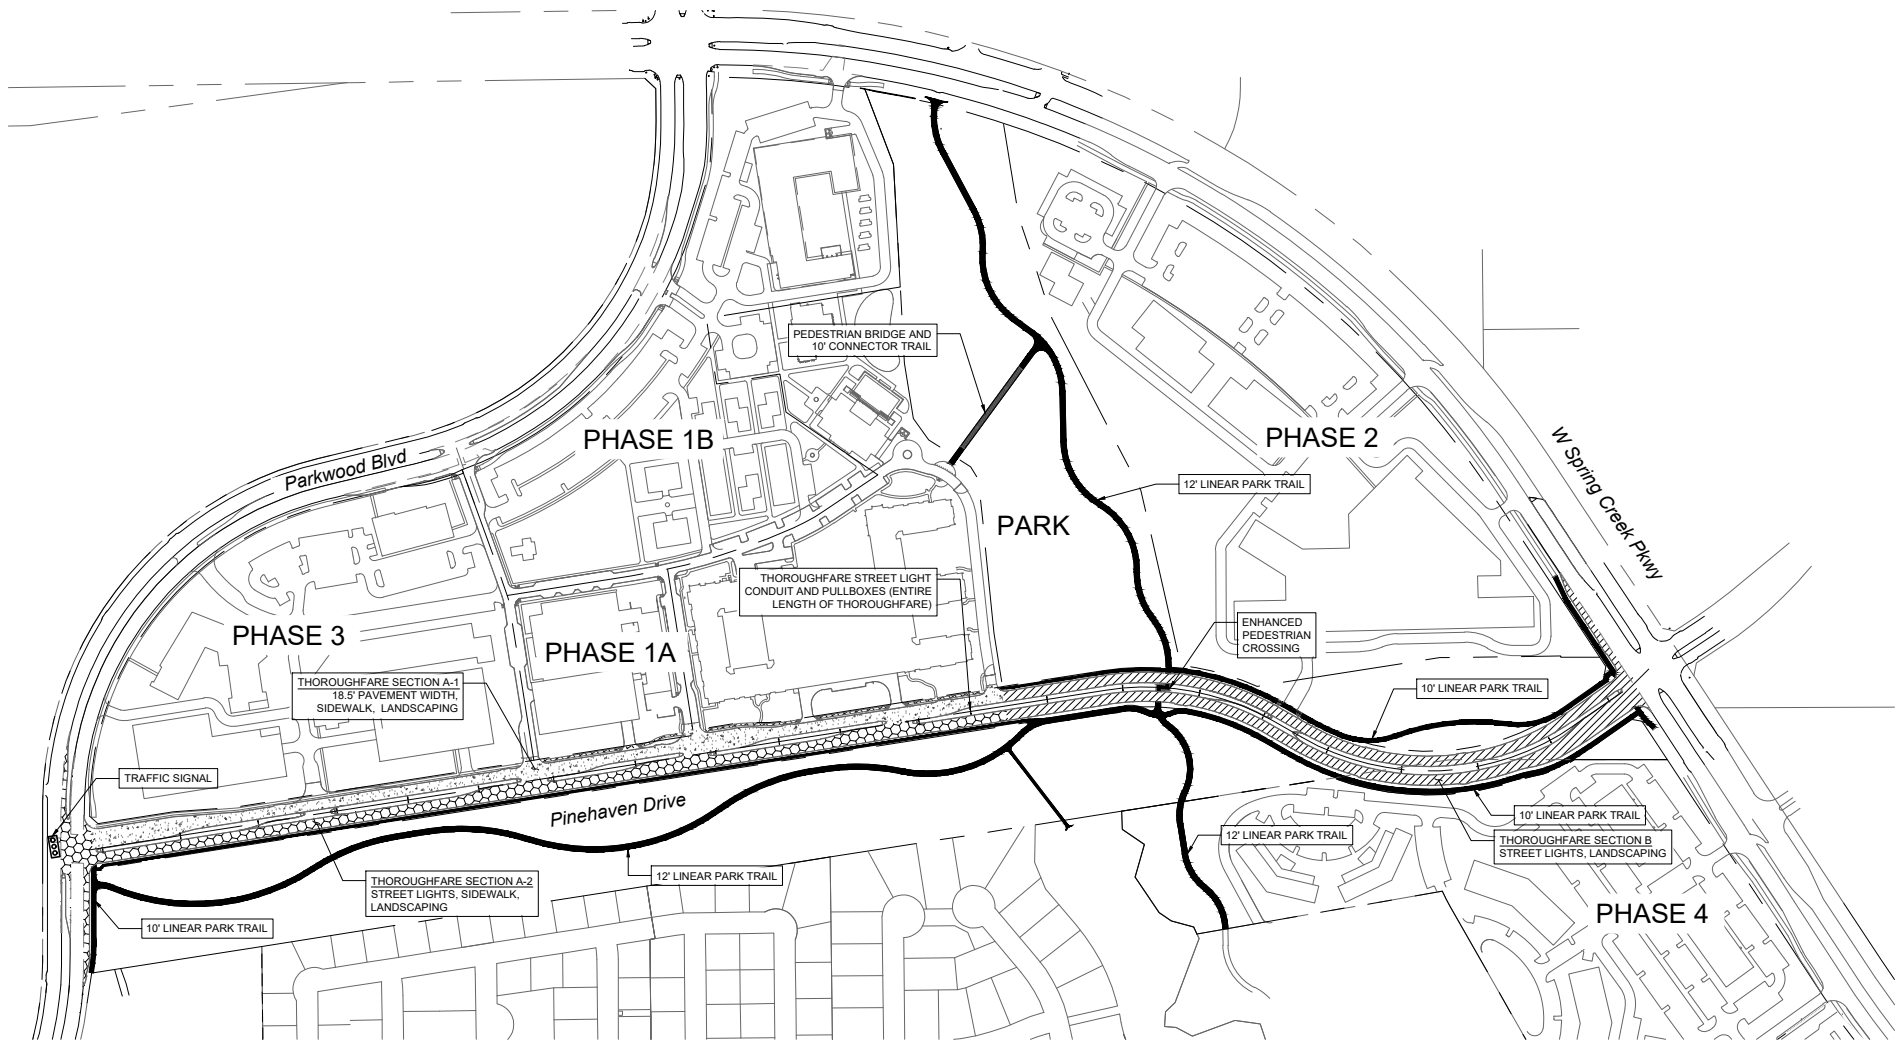 PEDESTRIAN BRIDGE AND
10' CONNECTOR TRAIL
PHASE 1B
PHASE 2
Parkwood Blvd
W Spring Creek Pkwy
12' LINEAR PARK TRAIL
PARK
THOROUGHFARE STREET LIGHT
CONDUIT AND PULLBOXES (ENTIRE
LENGTH OF THOROUGHFARE)
ENHANCED
PEDESTRIAN
CROSSING
PHASE 3
PHASE 1A
THOROUGHFARE SECTION A-1
18.5' PAVEMENT WIDTH,
SIDEWALK, LANDSCAPING
10' LINEAR PARK TRAIL
TRAFFIC SIGNAL
Pinehaven Drive
10' LINEAR PARK TRAIL
12' LINEAR PARK TRAIL
THOROUGHFARE SECTION B
STREET LIGHTS, LANDSCAPING
12' LINEAR PARK TRAIL
THOROUGHFARE SECTION A-2
STREET LIGHTS, SIDEWALK,
LANDSCAPING
PHASE 4
10' LINEAR PARK TRAIL